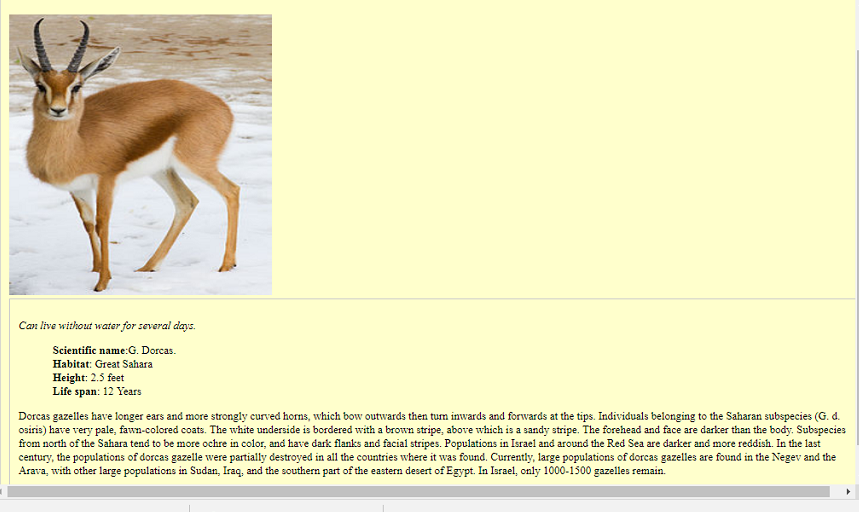 Can live without water for several days.
Scientific name:G. Dorcas.
Habitat: Great Sahara
Height: 2.5 feet
Life span: 12 Years
Dorcas gazelles have longer ears and more strongly curved horns, which bow outwards then turn inwards and forwards at the tips. Individuals belonging to the Saharan subspecies (G. d.
osiris) have very pale, fawn-colored coats. The white underside is bordered with a brown stripe, above which is a sandy stripe. The forehead and face are darker than the body. Subspecies
from north of the Sahara tend to be more ochre in color, and have dark flanks and facial stripes. Populations in Israel and around the Red Sea are darker and more reddish. In the last
century, the populations of dorcas gazelle were partially destroyed in all the countries where it was found. Currently, large populations of dorcas gazelles are found in the Negev and the
Arava, with other large populations in Sudan, Iraq, and the southern part of the eastern desert of Egypt. In Israel, only 1000-1500 gazelles remain.